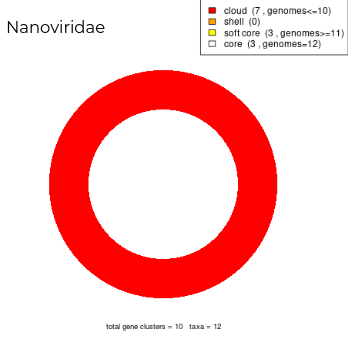 Nanoviridae
cloud (7 , genomes<=10)
shell (0)
soft core (3 , genomes>=11)
core (3 , genomes=12)
total gene clusters = 10 taxa = 12